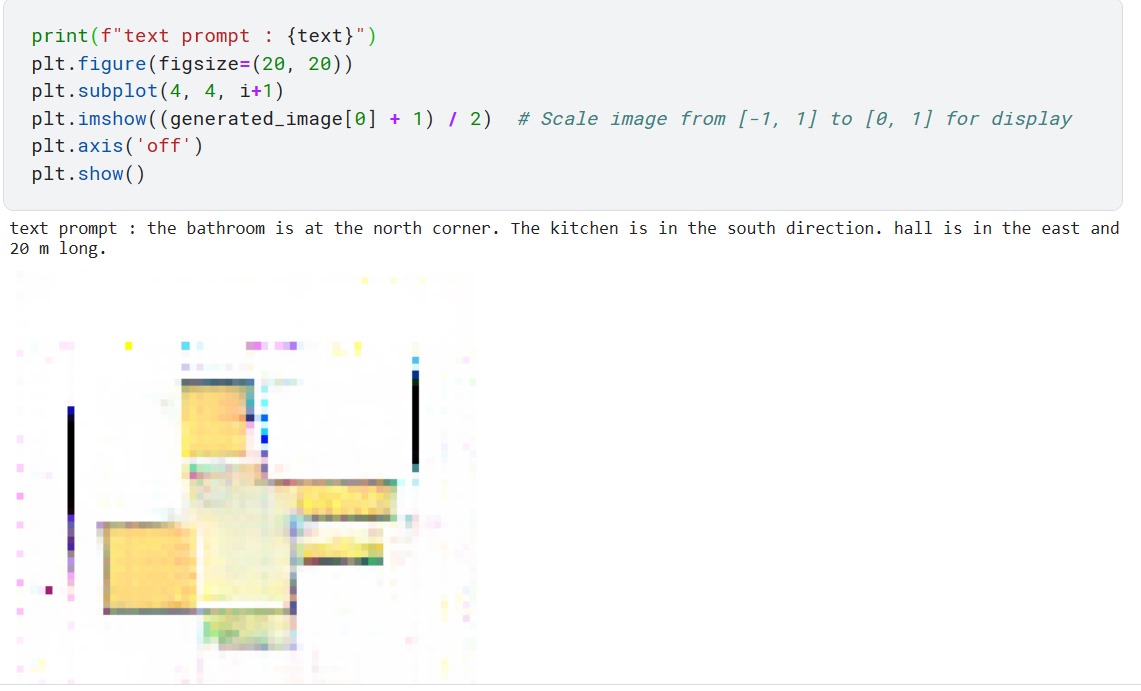 print(f"text prompt : {text}")
plt.figure(figsize=(20, 20))
plt.subplot(4, 4, i+1)
plt.imshow((generated_image[0] + 1) / 2)  # Scale image from [-1, 1] to [0, 1] for display
plt.axis('off')
plt.show()
text prompt : the bathroom is at the north corner. The kitchen is in the south direction. hall is in the east and
20 m long.